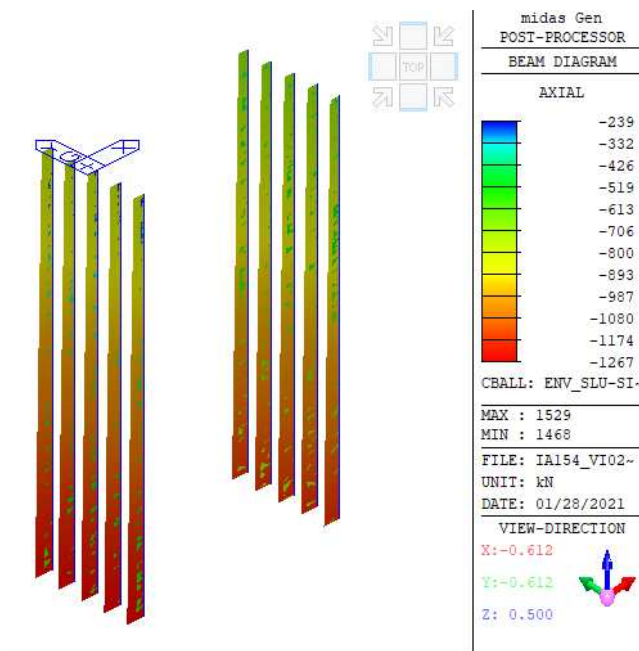 TOP
midas Gen
POST-PROCESSOR
BEAM DIAGRAM
AXIAL
-239
-332
-426
-519
-613
-706
-800
-893
-987
-1080
-1174
-1267
CBALL: ENV_SLU-SI~
MAX : 1529
MIN : 1468
FILE: IA154_VI02~
UNIT: kN
DATE: 01/28/2021
VIEW-DIRECTION
X:-0.612
Y:-0.612
Z: 0.500